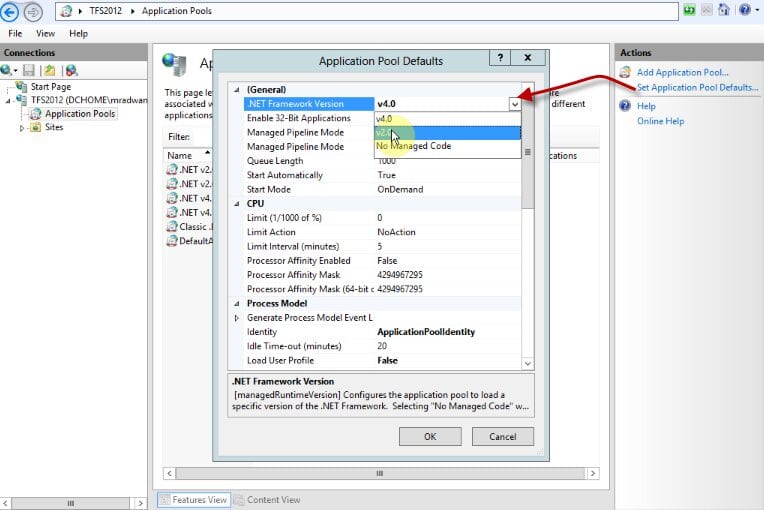 TFS2012 ▸ Application Pools ▸
File View Help
Connections
Start Page
TFS2012 (DCHOME\mradwan
Application Pools
Sites
Ap
This page le
associated w
applications.
Filter:
Name
.NET v2.
.NET v2.
.NET v4.
.NET v4.
Classic .
DefaultA
are
different
cations
Application Pool Defaults
(General)
.NET Framework Version v4.0
Enable 32-Bit Applications v4.0
Managed Pipeline Mode v2.0
Managed Pipeline Mode No Managed Code
Queue Length 1000
Start Automatically True
Start Mode OnDemand
CPU
Limit (1/1000 of %) 0
Limit Action NoAction
Limit Interval (minutes) 5
Processor Affinity Enabled False
Processor Affinity Mask 4294967295
Processor Affinity Mask (64-bit o 4294967295
Process Model
Generate Process Model Event L
Identity ApplicationPoolIdentity
Idle Time-out (minutes) 20
Load User Profile False
.NET Framework Version
[managedRuntimeVersion] Configures the application pool to load a
specific version of the .NET Framework. Selecting "No Managed Code" w...
OK Cancel
Features View Content View
Actions
Add Application Pool...
Set Application Pool Defaults...
Help
Online Help